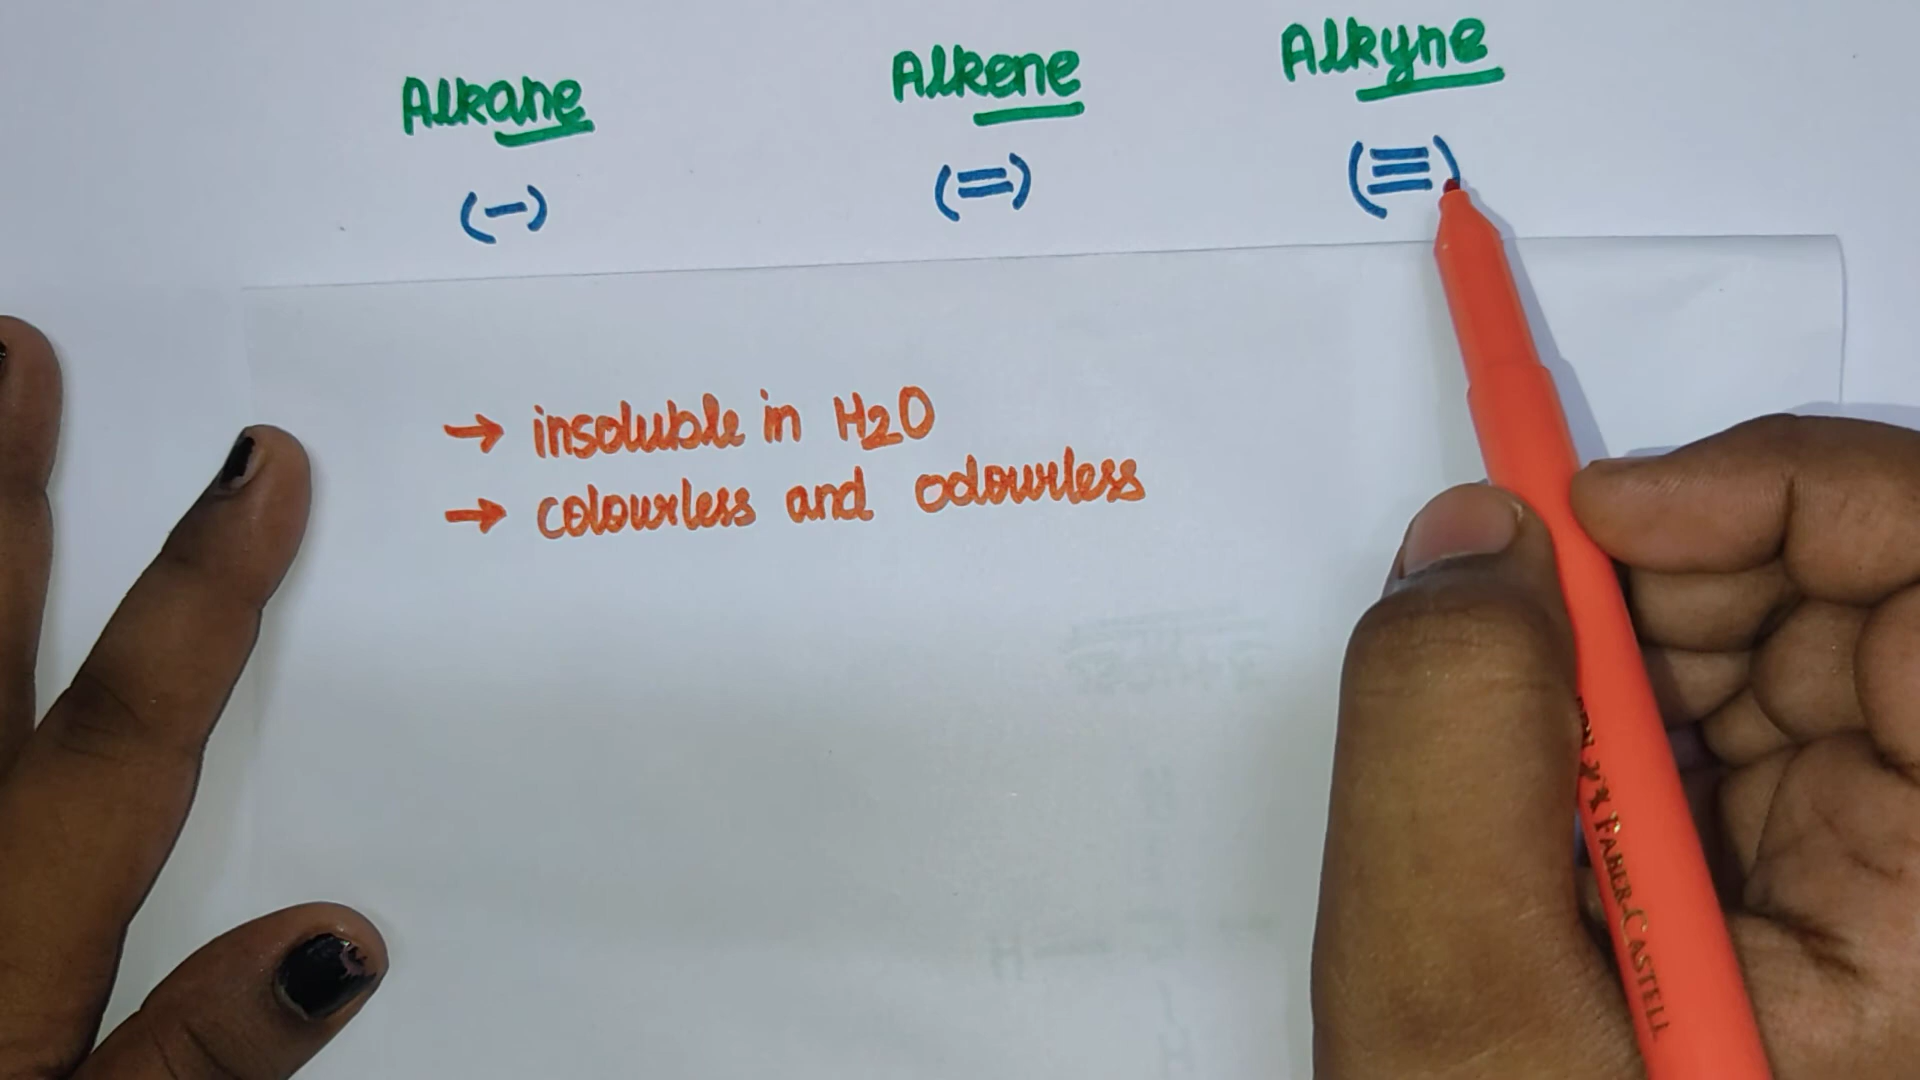 Alkane Alkene Alkyne
(-) (=) (≡)
→ insoluble in H2O
→ colourless and odourless
FABER-CASTELL